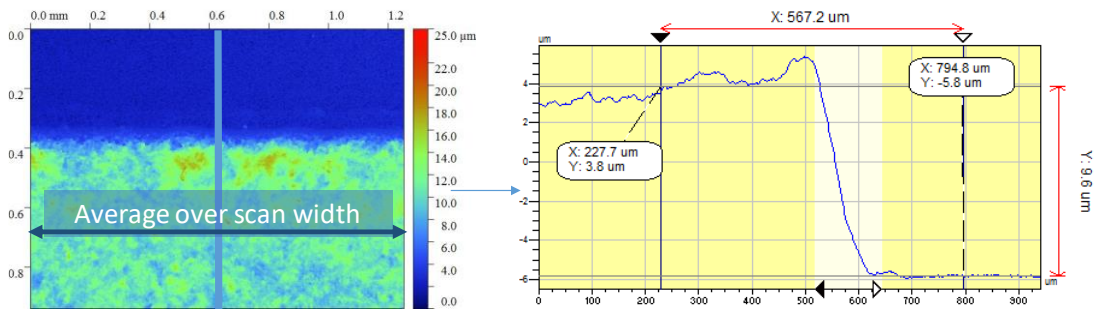 0.0 mm 0.2 0.4 0.6 0.8 1.0 1.2
0.0
0.2
0.4
0.6
0.8
Average over scan width
25.0 µm
22.0
20.0
18.0
16.0
14.0
12.0
10.0
8.0
6.0
4.0
0.0
X: 567.2 um
um
4
2
0
-2
-4
-6
X: 227.7 um
Y: 3.8 um
X: 794.8 um
Y: -5.8 um
Y: 9.6 um
um
0 100 200 300 400 500 600 700 800 900